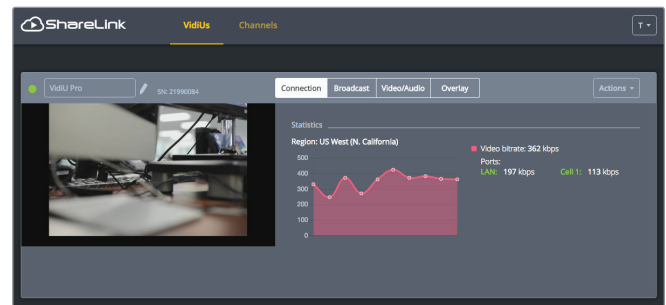 ShareLink VidiUs Channels T
VidiU Pro SN: 21990084 Connection Broadcast Video/Audio Overlay Actions
Statistics
Region: US West (N. California)
Video bitrate: 362 kbps
Ports:
LAN: 197 kbps Cell 1: 113 kbps
500
400
300
200
100
0